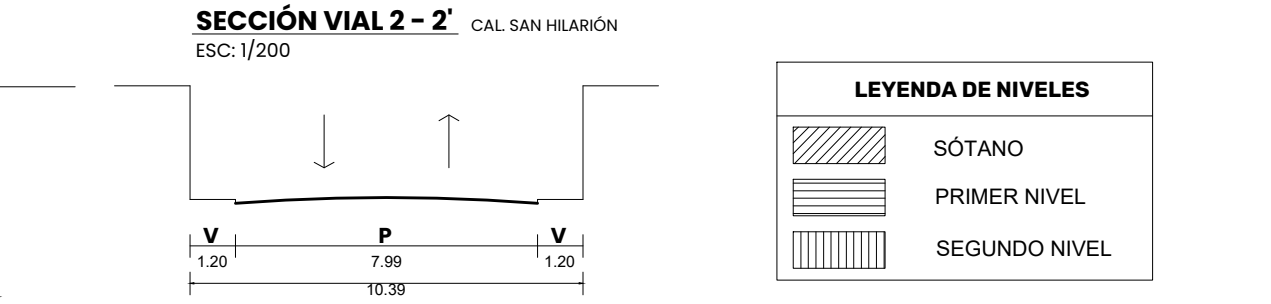 SECCIÓN VIAL 2 - 2' CAL. SAN HILARIÓN
ESC: 1/200
V P V
1.20 7.99 1.20
10.39
LEYENDA DE NIVELES
SÓTANO
PRIMER NIVEL
SEGUNDO NIVEL